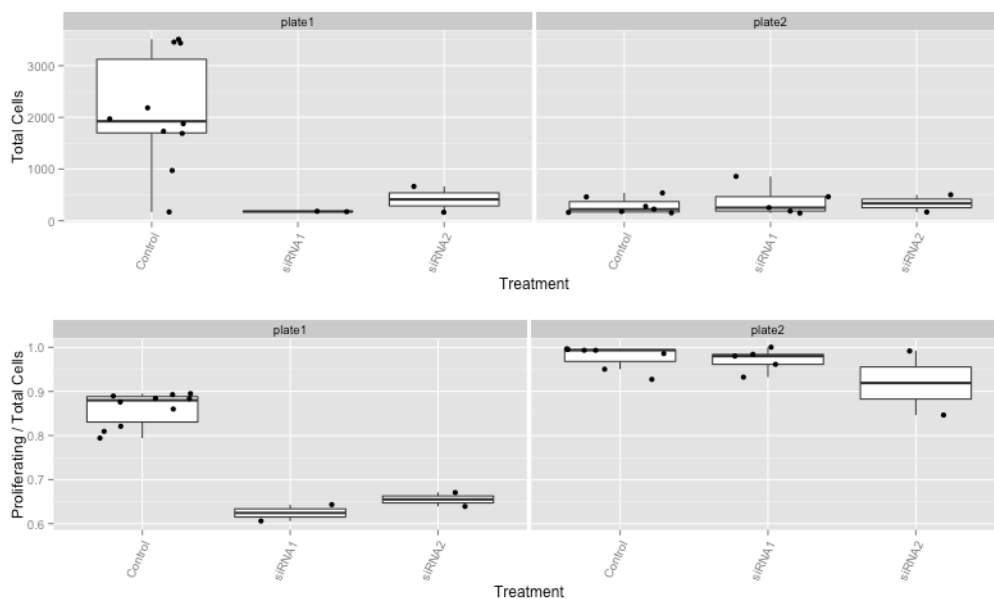 plate1
plate2
Total Cells
3000
2000
1000
0
Control
siRNA1
siRNA2
Control
siRNA1
siRNA2
Treatment
plate1
plate2
Proliferating / Total Cells
1.0
0.9
0.8
0.7
0.6
Control
siRNA1
siRNA2
Control
siRNA1
siRNA2
Treatment